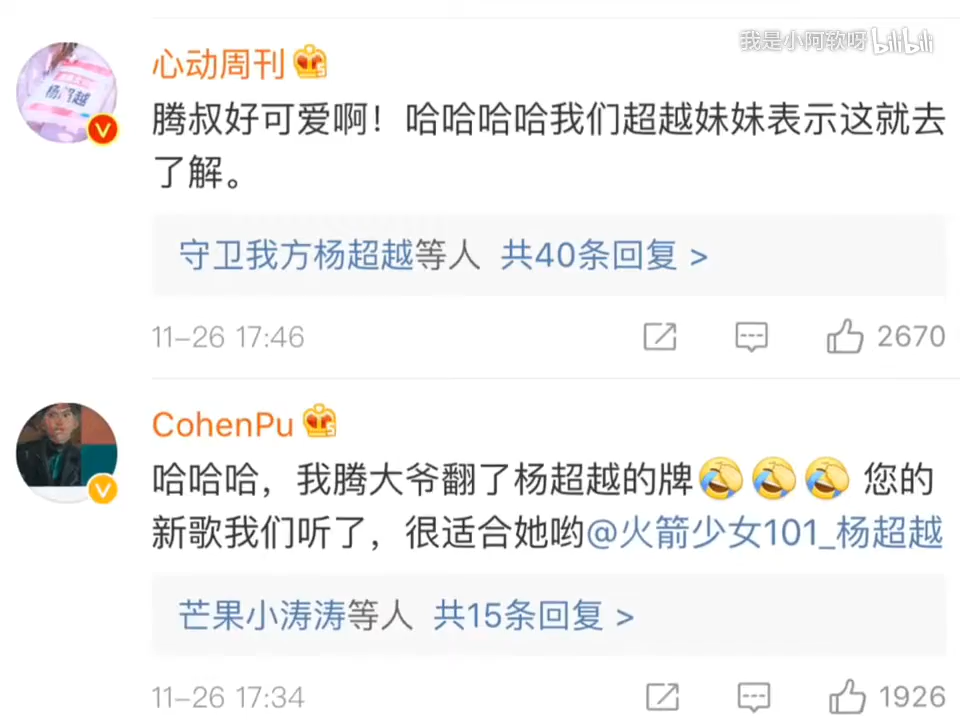 我是小阿软呀 bilibili
心动周刊
腾叔好可爱啊！哈哈哈哈我们超越妹妹表示这就去
了解。
守卫我方杨超越等人 共40条回复 >
11-26 17:46
2670
CohenPu
哈哈哈，我腾大爷翻了杨超越的牌🤣🤣🤣 您的
新歌我们听了，很适合她哟@火箭少女101_杨超越
芒果小涛涛等人 共15条回复 >
11-26 17:34
1926